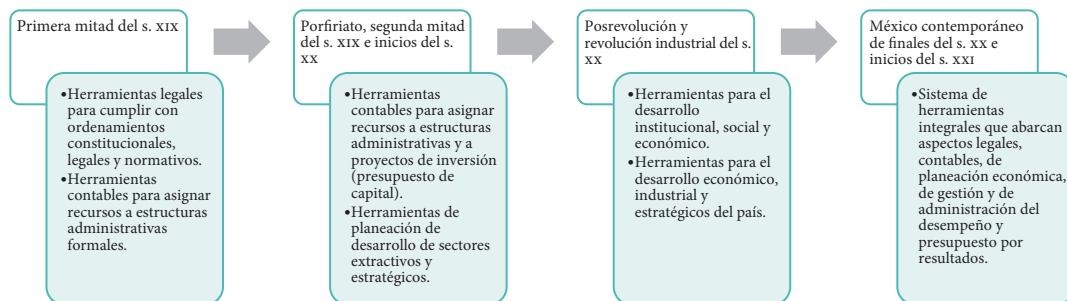 Primera mitad del s. XIX
•Herramientas legales
para cumplir con
ordenamientos
constitucionales,
legales y normativos.
•Herramientas
contables para asignar
recursos a estructuras
administrativas
formales.
Porfiriato, segunda mitad
del s. XIX e inicios del s.
XX
•Herramientas
contables para asignar
recursos a estructuras
administrativas y a
proyectos de inversión
(presupuesto de
capital).
•Herramientas de
planeación de
desarrollo de sectores
extractivos y
estratégicos.
Posrevolución y
revolución industrial del s.
XX
•Herramientas para el
desarrollo
institucional, social y
económico.
•Herramientas para el
desarrollo económico,
industrial y
estratégicos del país.
México contemporáneo
de finales del s. XX e
inicios del s. XXI
•Sistema de
herramientas
integrales que abarcan
aspectos legales,
contables, de
planeación económica,
de gestión y de
administración del
desempeño y
presupuesto por
resultados.